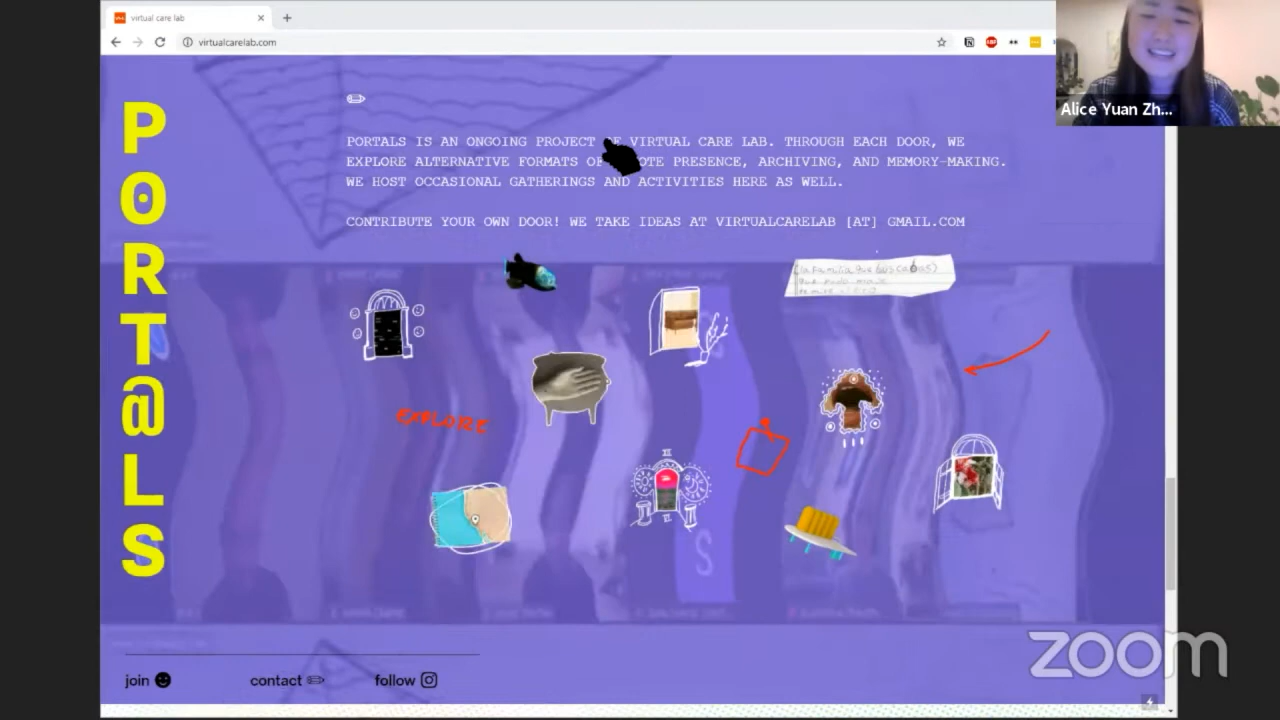 virtual care lab
virtualcarelab.com
Alice Yuan Zh...
PORT@LS
PORTALS IS AN ONGOING PROJECT OF VIRTUAL CARE LAB. THROUGH EACH DOOR, WE
EXPLORE ALTERNATIVE FORMATS OF PRESENCE, ARCHIVING, AND MEMORY-MAKING.
WE HOST OCCASIONAL GATHERINGS AND ACTIVITIES HERE AS WELL.
CONTRIBUTE YOUR OWN DOOR! WE TAKE IDEAS AT VIRTUALCARELAB [AT] GMAIL.COM
EXPLORE
S
join
contact
follow
zoom